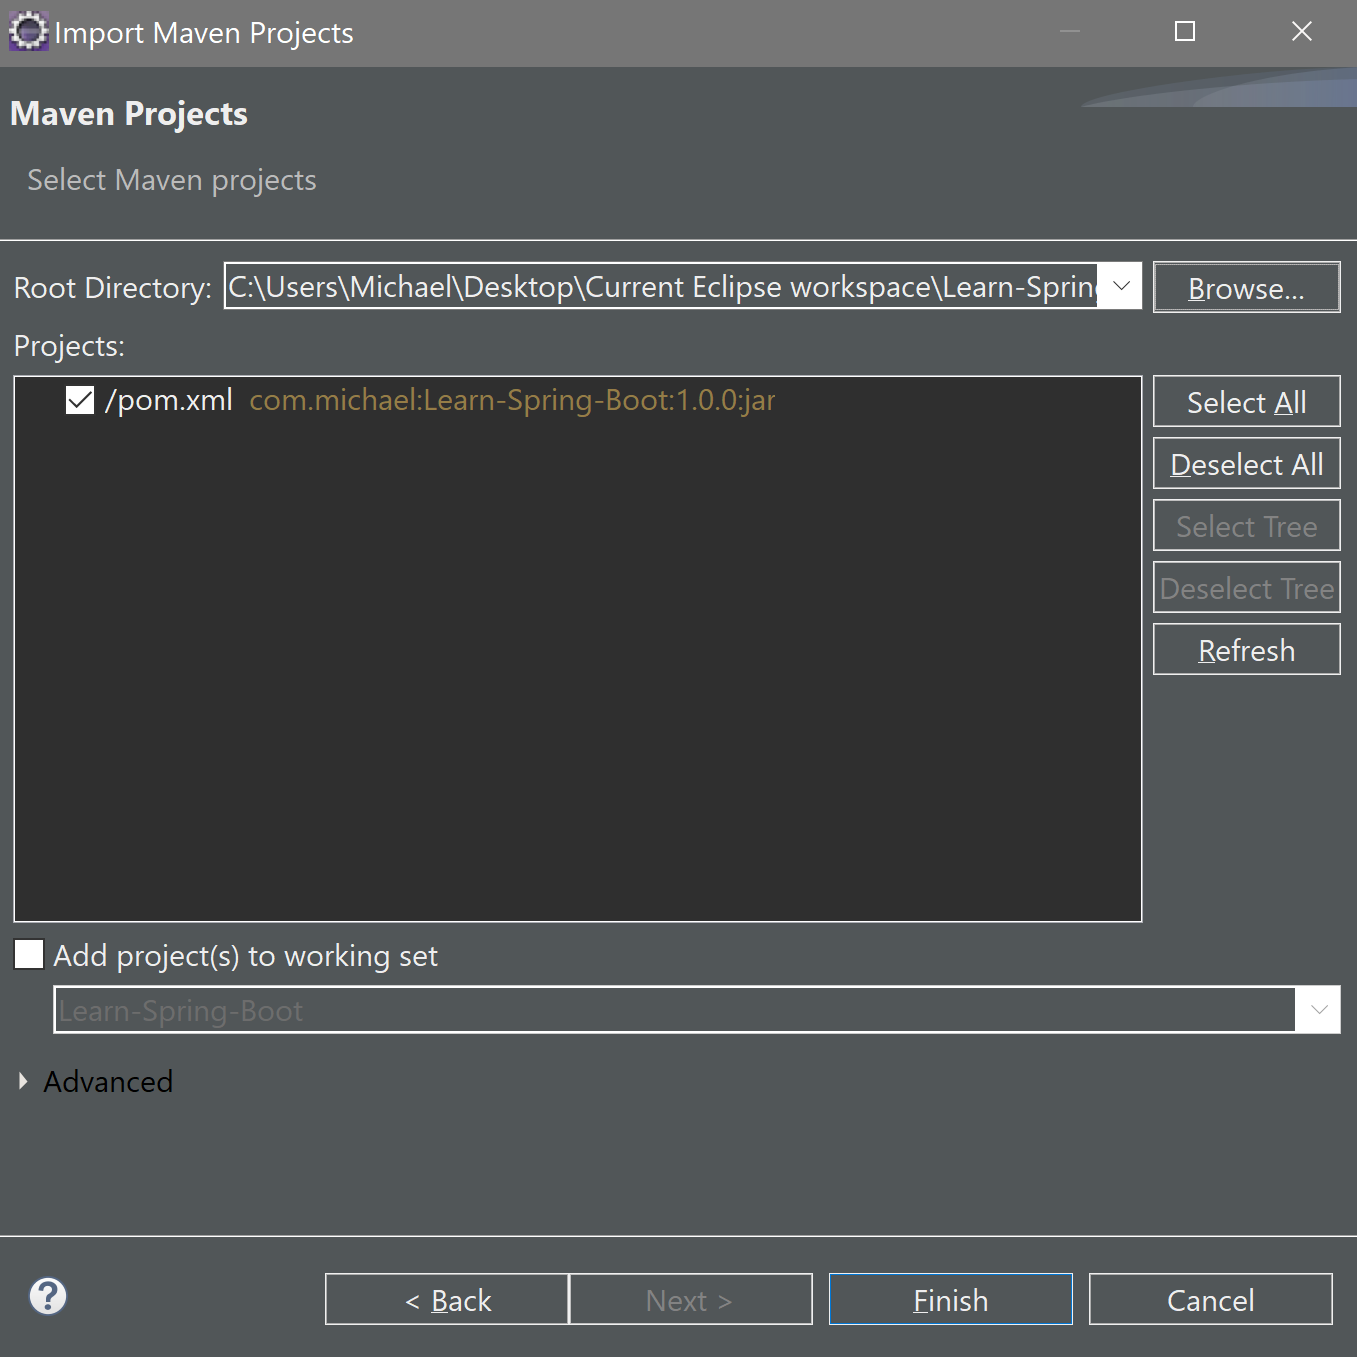 Import Maven Projects
Maven Projects
Select Maven projects
Root Directory: C:\Users\Michael\Desktop\Current Eclipse workspace\Learn-Spring Browse...
Projects:
/pom.xml com.michael:Learn-Spring-Boot:1.0.0:jar
Select All
Deselect All
Select Tree
Deselect Tree
Refresh
Add project(s) to working set
Learn-Spring-Boot
Advanced
? < Back Next > Finish Cancel